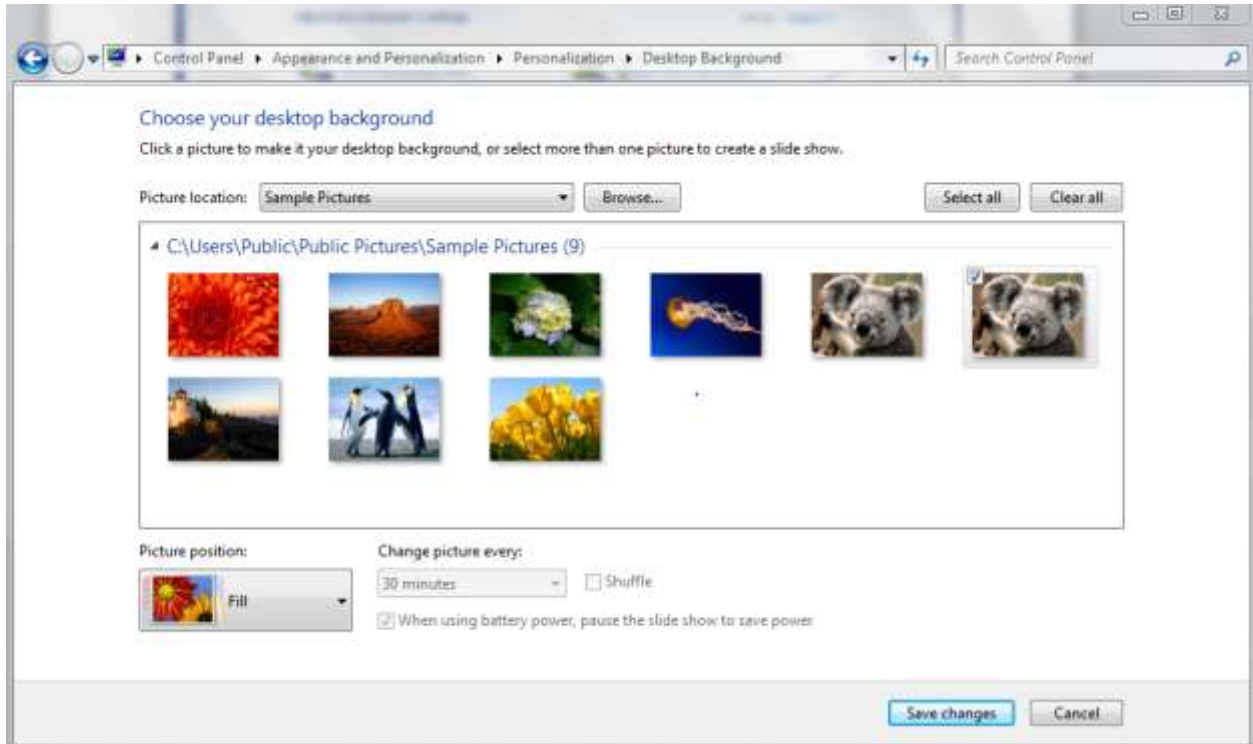 Control Panel ▸ Appearance and Personalization ▸ Personalization ▸ Desktop Background
Search Control Panel
Choose your desktop background
Click a picture to make it your desktop background, or select more than one picture to create a slide show.
Picture location: Sample Pictures Browse... Select all Clear all
C:\Users\Public\Public Pictures\Sample Pictures (9)
Picture position: Change picture every:
Fill 30 minutes Shuffle
When using battery power, pause the slide show to save power
Save changes Cancel